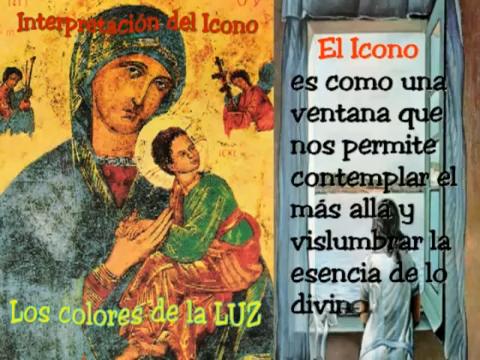 Interpretación del Icono
Los colores de la LUZ
El Icono
es como una
ventana que
nos permite
contemplar el
más allá y
vislumbrar la
esencia de lo
divino